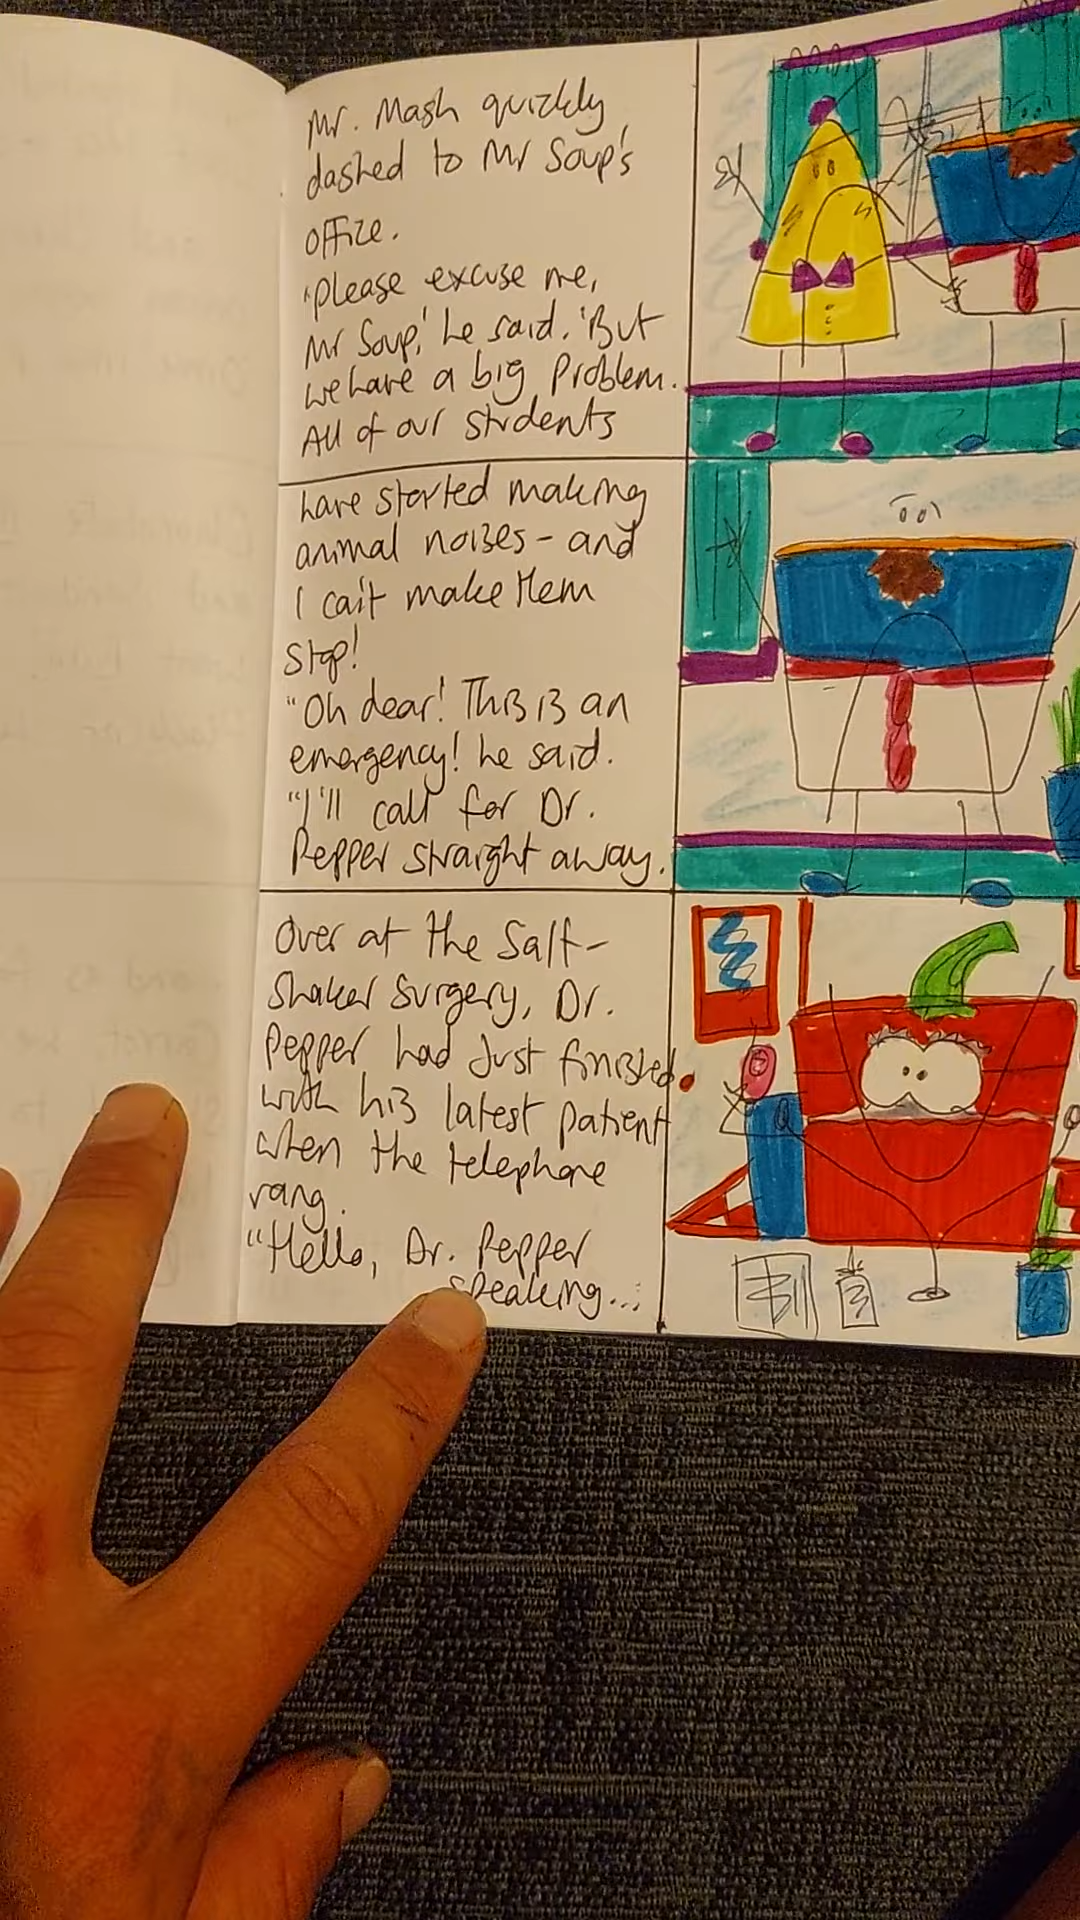 Mr. Mash quickly
dashed to Mr Soup's
office.
'please excuse me,
Mr Soup,' he said. 'But
we have a big problem.
All of our students
have started making
animal noises - and
I can't make them
stop!
"Oh dear! This is an
emergency! he said.
"I'll call for Dr.
Pepper straight away.
Over at the Salt-
Shaker Surgery, Dr.
Pepper had just finished
with his latest patient
when the telephone
rang.
"Hello, Dr. Pepper
speaking...